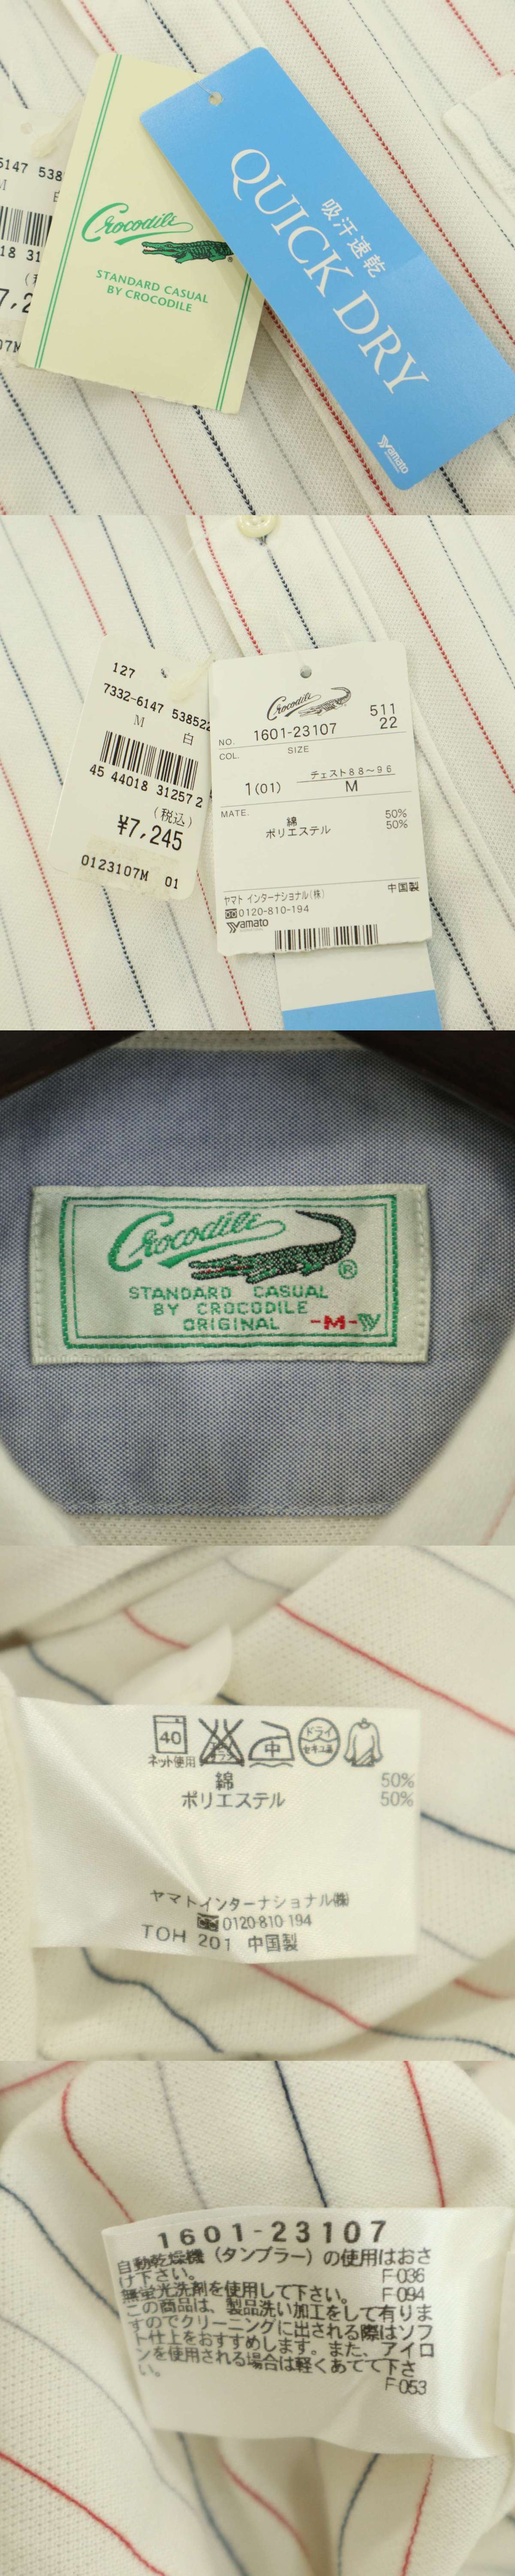 6147 538
M
18 31
7,2
07M
Crocodile
®
STANDARD CASUAL
BY CROCODILE
吸汗速乾
QUICK DRY
Yamato
127
7332-6147 538522
M 白
45 44018 31257 2
(税込)
¥7,245
0123107M 01
Crocodile
511
NO. 1601-23107 22
COL. SIZE
チェスト88〜96
1(01) M
MATE.
綿 50%
ポリエステル 50%
ヤマト インターナショナル(株) 中国製
0120-810-194
Yamato
Crocodile
®
STANDARD CASUAL
BY CROCODILE
ORIGINAL -M-
40 中 ドライ
ネット使用 セキユ系
綿 50%
ポリエステル 50%
ヤマトインターナショナル㈱
0120-810-194
TOH 201 中国製
1601-23107
自動乾燥機(タンブラー)の使用はおさ
け下さい。 F-036
無蛍光洗剤を使用して下さい。 F-094
この商品は、製品洗い加工をして有りま
すのでクリーニングに出される際はソフ
ト仕上をおすすめします。また、アイロ
ンを使用される場合は軽くあてて下さ
い。
F-053